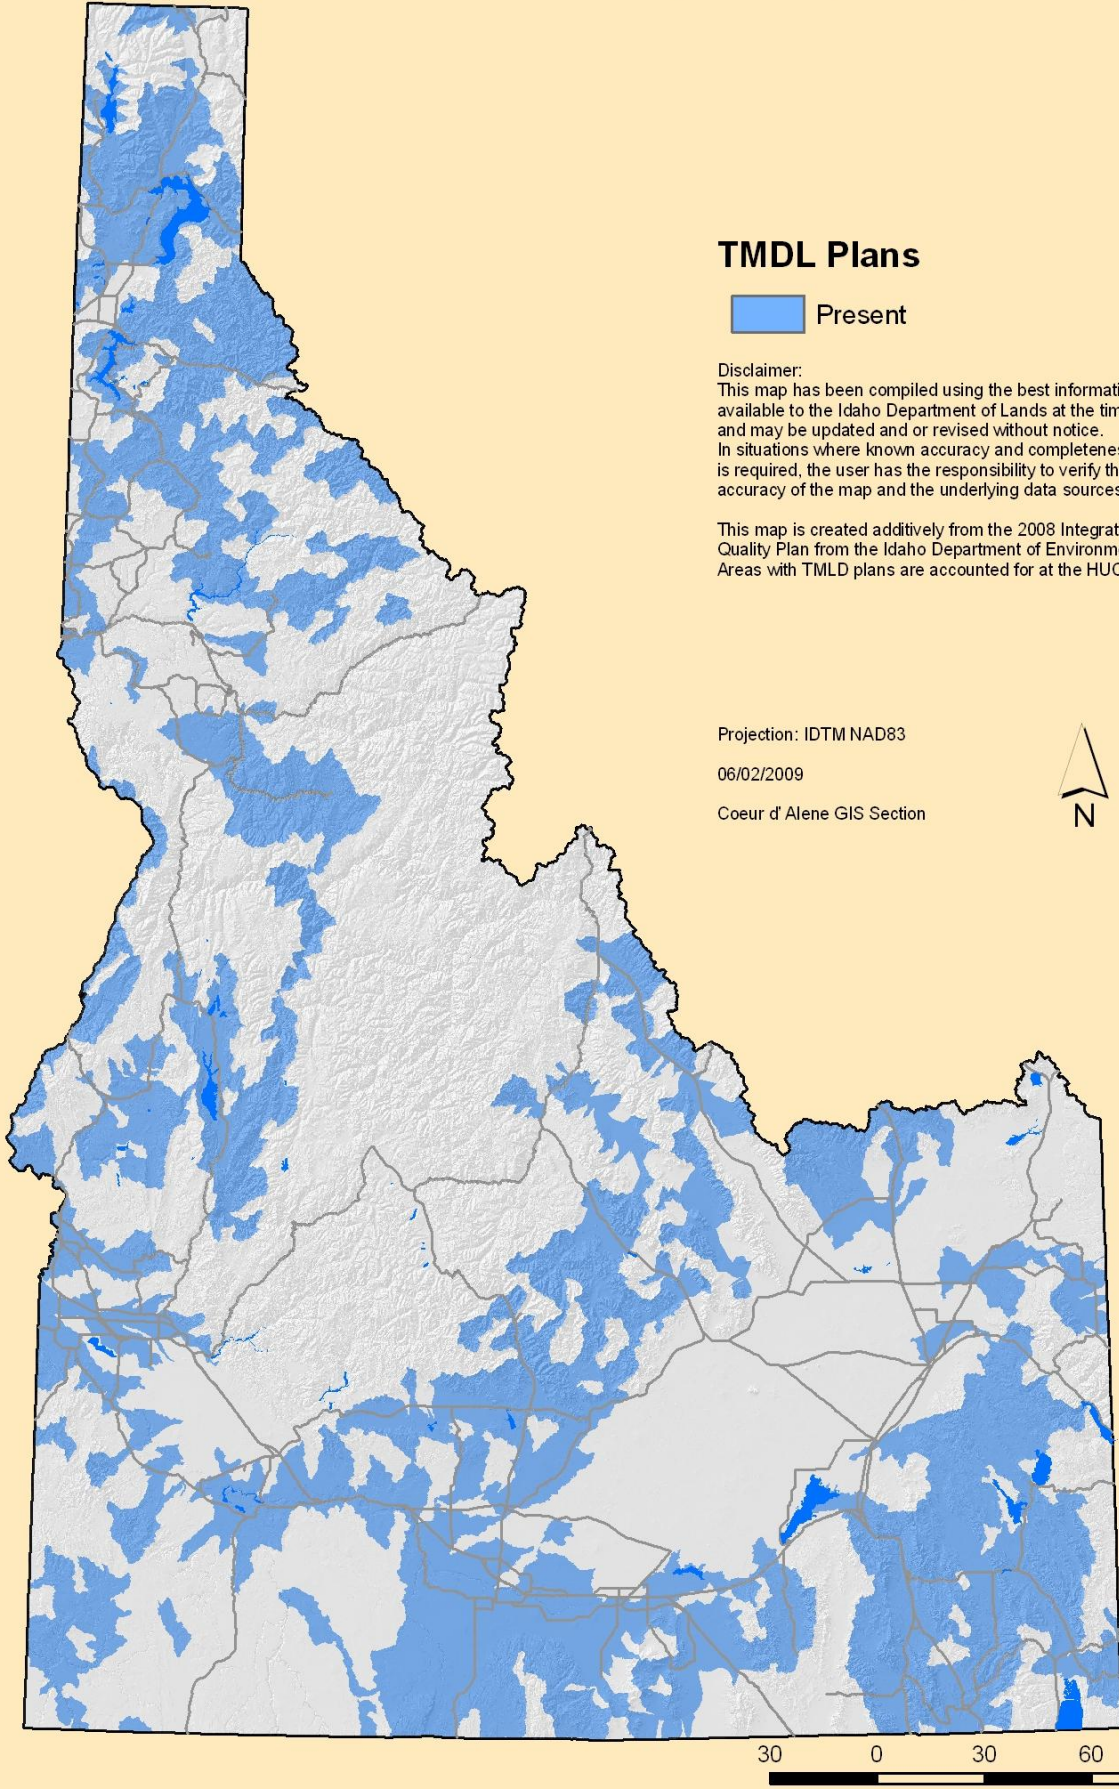 TMDL Plans
Present
Disclaimer:
This map has been compiled using the best informati
available to the Idaho Department of Lands at the tim
and may be updated and or revised without notice.
In situations where known accuracy and completenes
is required, the user has the responsibility to verify th
accuracy of the map and the underlying data sources
This map is created additively from the 2008 Integrat
Quality Plan from the Idaho Department of Environm
Areas with TMLD plans are accounted for at the HUC
Projection: IDTM NAD83
06/02/2009
Coeur d' Alene GIS Section
N
30 0 30 60